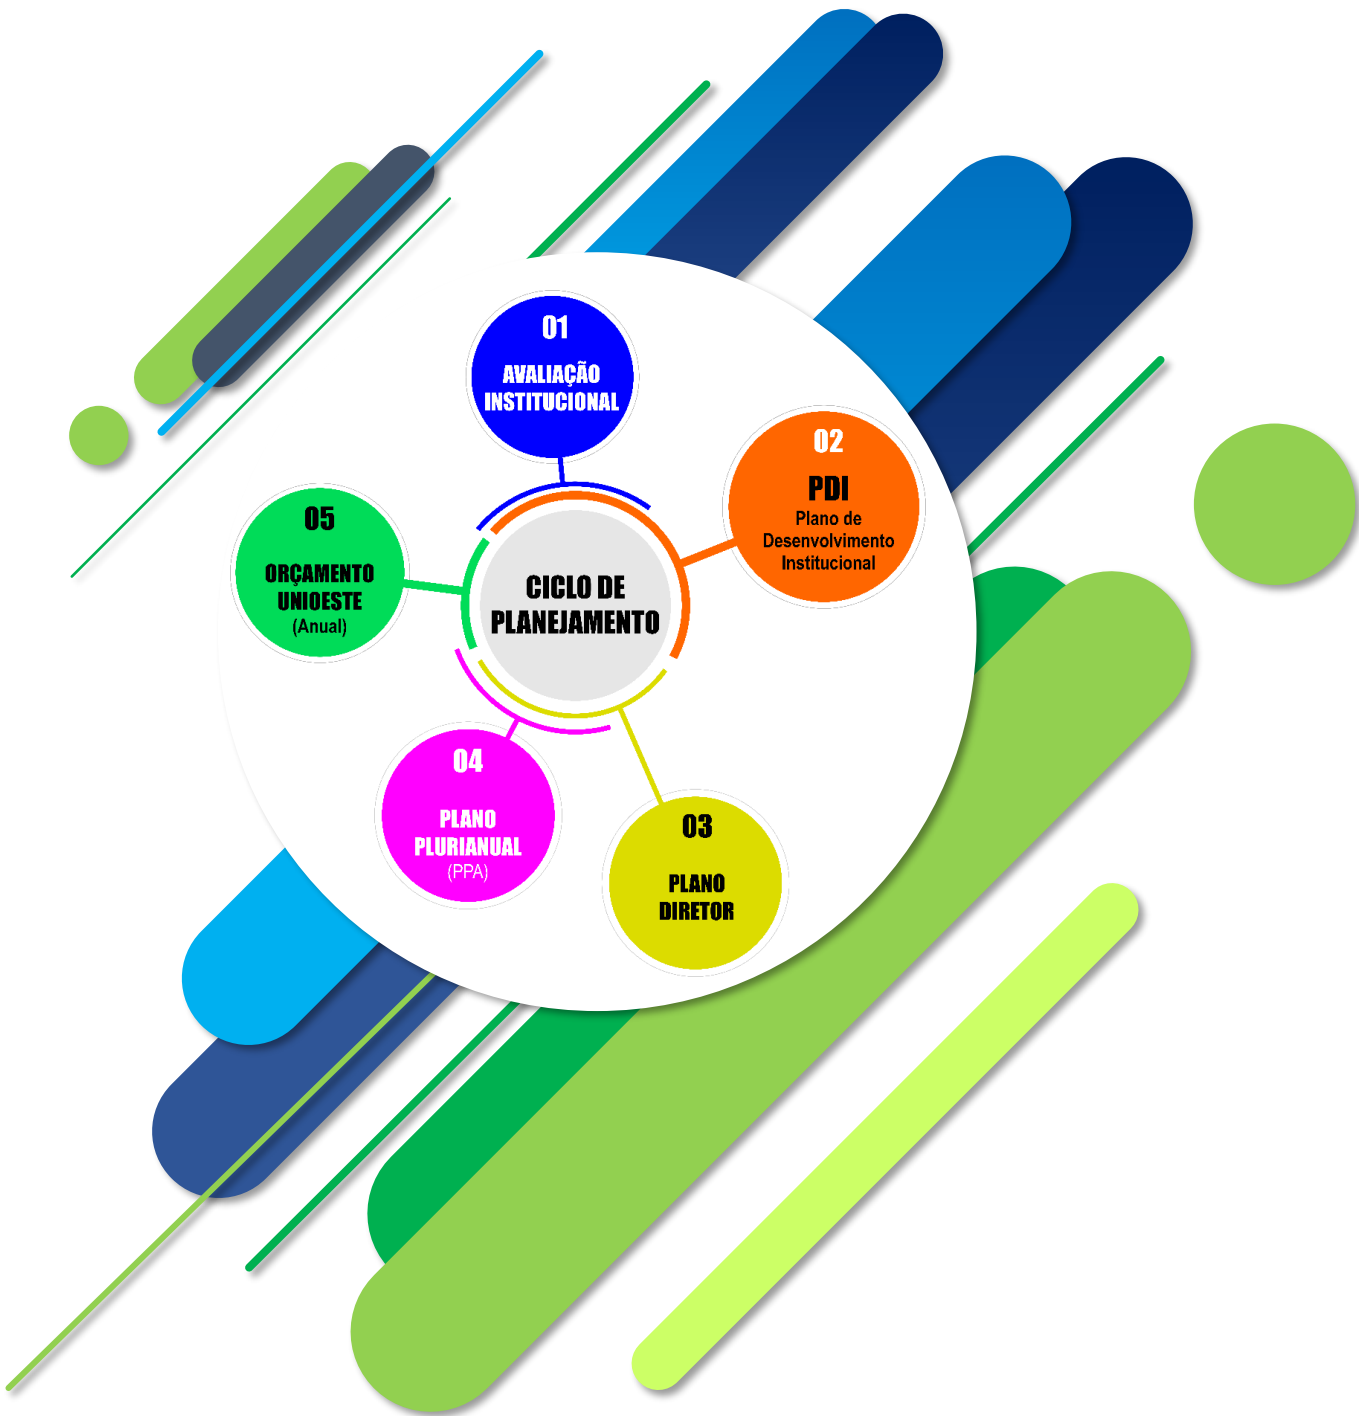 01
AVALIAÇÃO
INSTITUCIONAL
02
PDI
Plano de
Desenvolvimento
Institucional
05
ORÇAMENTO
UNIOESTE
(Anual)
CICLO DE
PLANEJAMENTO
04
PLANO
PLURIANUAL
(PPA)
03
PLANO
DIRETOR